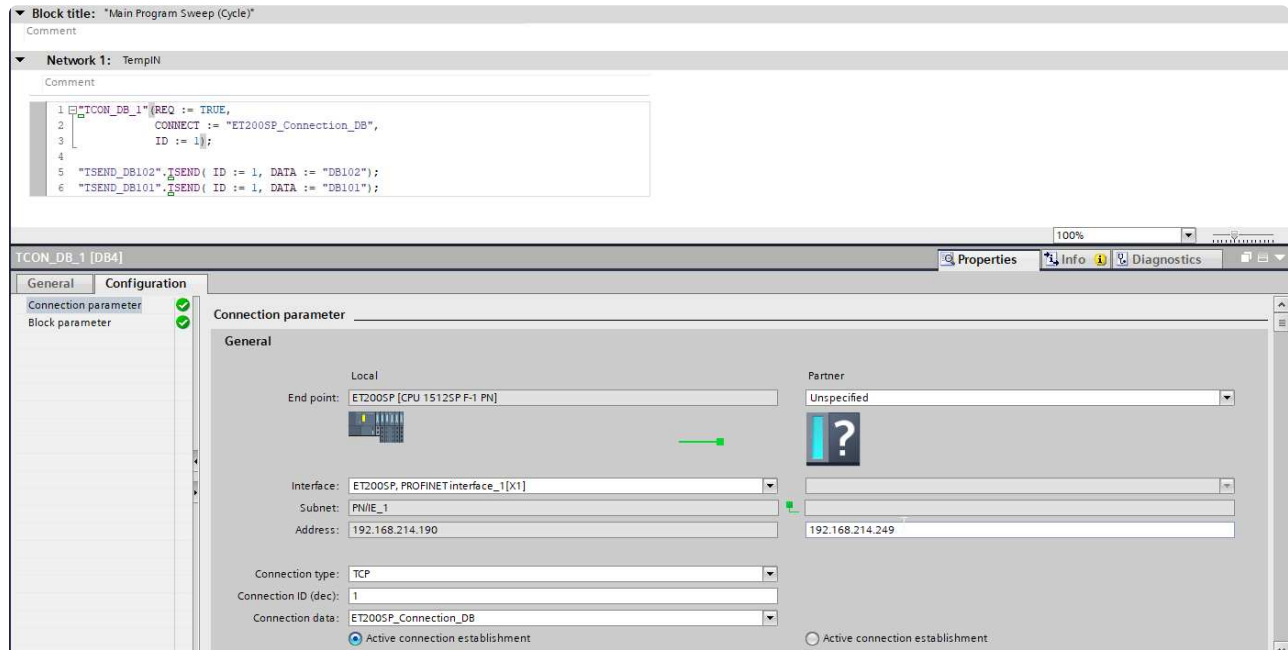 Block title: "Main Program Sweep (Cycle)"
Comment
Network 1: TempIN
Comment
1 "TCON_DB_1"(REQ := TRUE,
2 CONNECT := "ET200SP_Connection_DB",
3 ID := 1);
4
5 "TSEND_DB102".TSEND( ID := 1, DATA := "DB102");
6 "TSEND_DB101".TSEND( ID := 1, DATA := "DB101");
100%
TCON_DB_1 [DB4]
Properties Info Diagnostics
General Configuration
Connection parameter
Block parameter
Connection parameter
General
Local Partner
End point: ET200SP [CPU 1512SP F-1 PN] Unspecified
?
Interface: ET200SP, PROFINET interface_1[X1]
Subnet: PN/IE_1
Address: 192.168.214.190 192.168.214.249
Connection type: TCP
Connection ID (dec): 1
Connection data: ET200SP_Connection_DB
Active connection establishment Active connection establishment